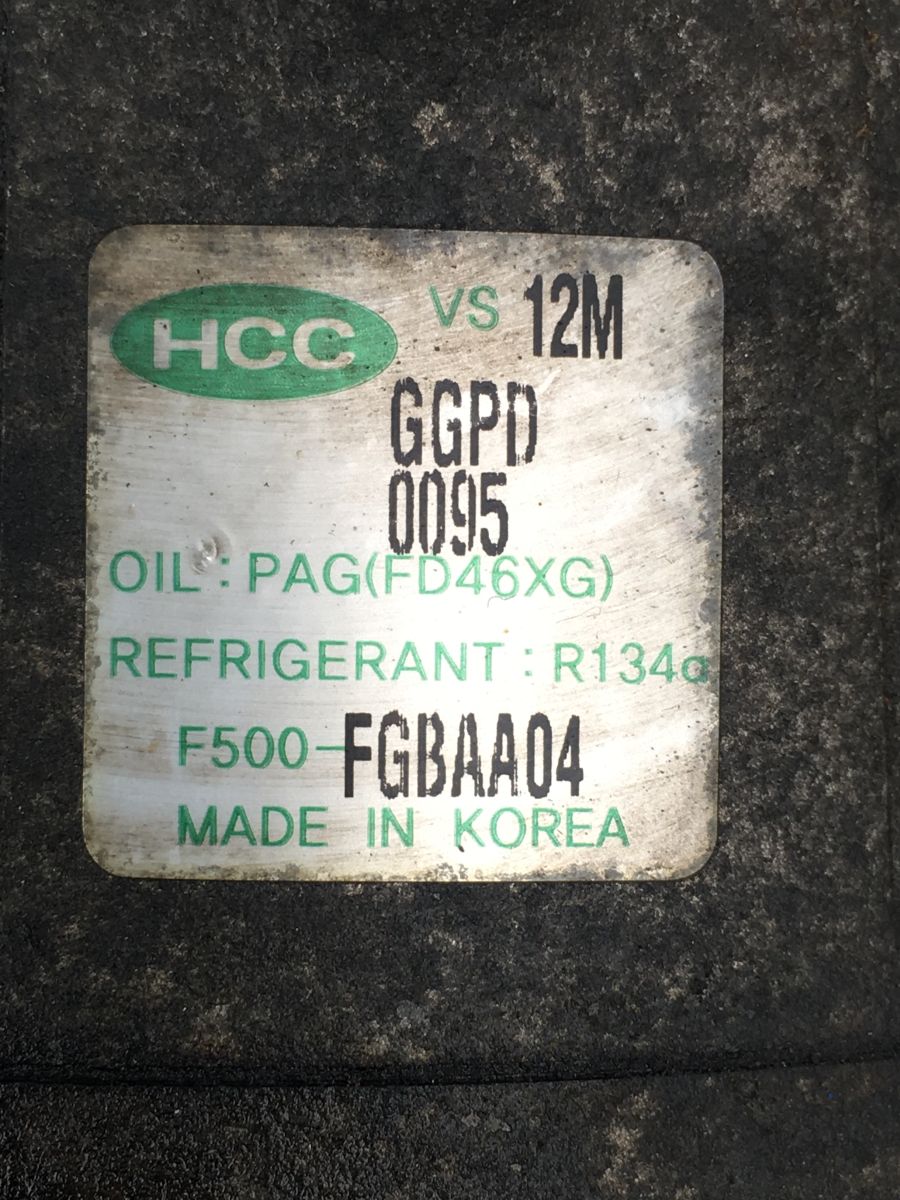 HCC VS 12M
GGPD
0095
OIL : PAG(FD46XG)
REFRIGERANT : R134a
F500-FGBAA04
MADE IN KOREA